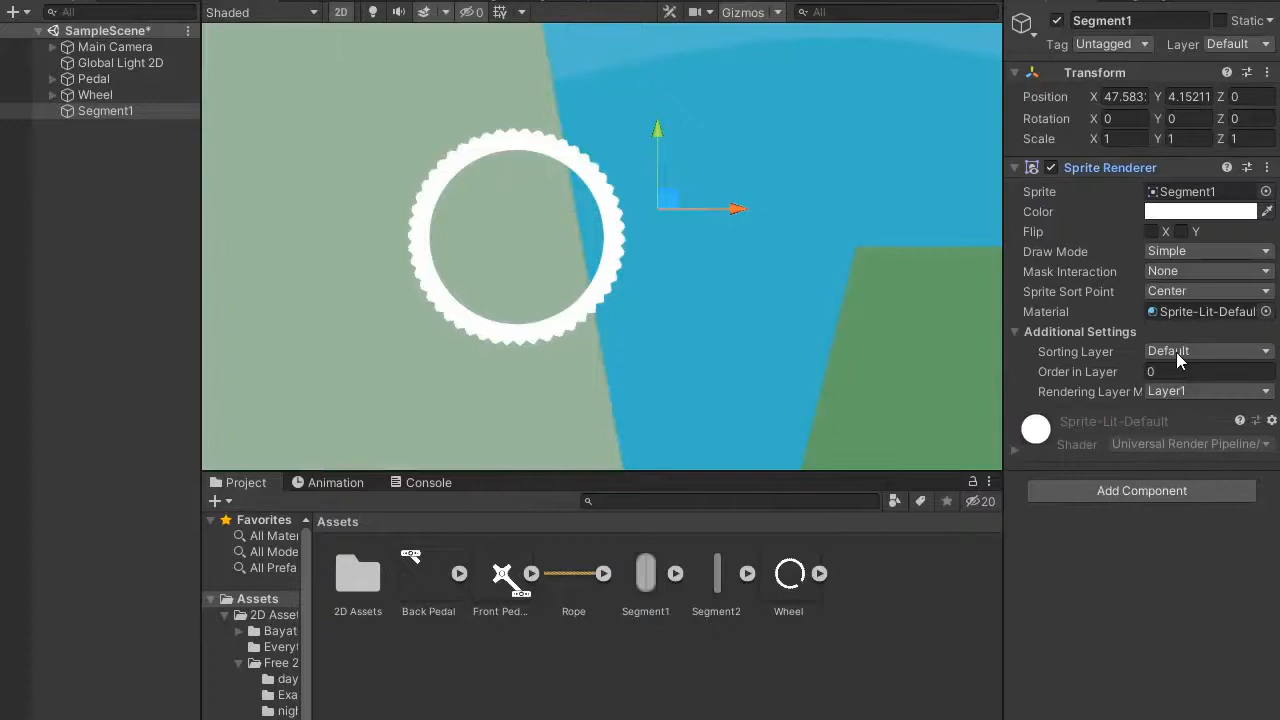 All
SampleScene*
Main Camera
Global Light 2D
Pedal
Wheel
Segment1
Shaded
2D
0
Gizmos
All
Segment1
Static
Tag Untagged Layer Default
Transform
Position X 47.583: Y 4.15211 Z 0
Rotation X 0 Y 0 Z 0
Scale X 1 Y 1 Z 1
Sprite Renderer
Sprite Segment1
Color
Flip X Y
Draw Mode Simple
Mask Interaction None
Sprite Sort Point Center
Material Sprite-Lit-Defaul
Additional Settings
Sorting Layer Default
Order in Layer 0
Rendering Layer M Layer1
Sprite-Lit-Default
Shader Universal Render Pipeline/
Add Component
Project
Animation
Console
20
Favorites
All Mater
All Mode
All Prefa
Assets
2D Asset
Bayat
Everyt
Free 2
day
Exa
nigh
Assets
2D Assets
Back Pedal
Front Ped...
Rope
Segment1
Segment2
Wheel